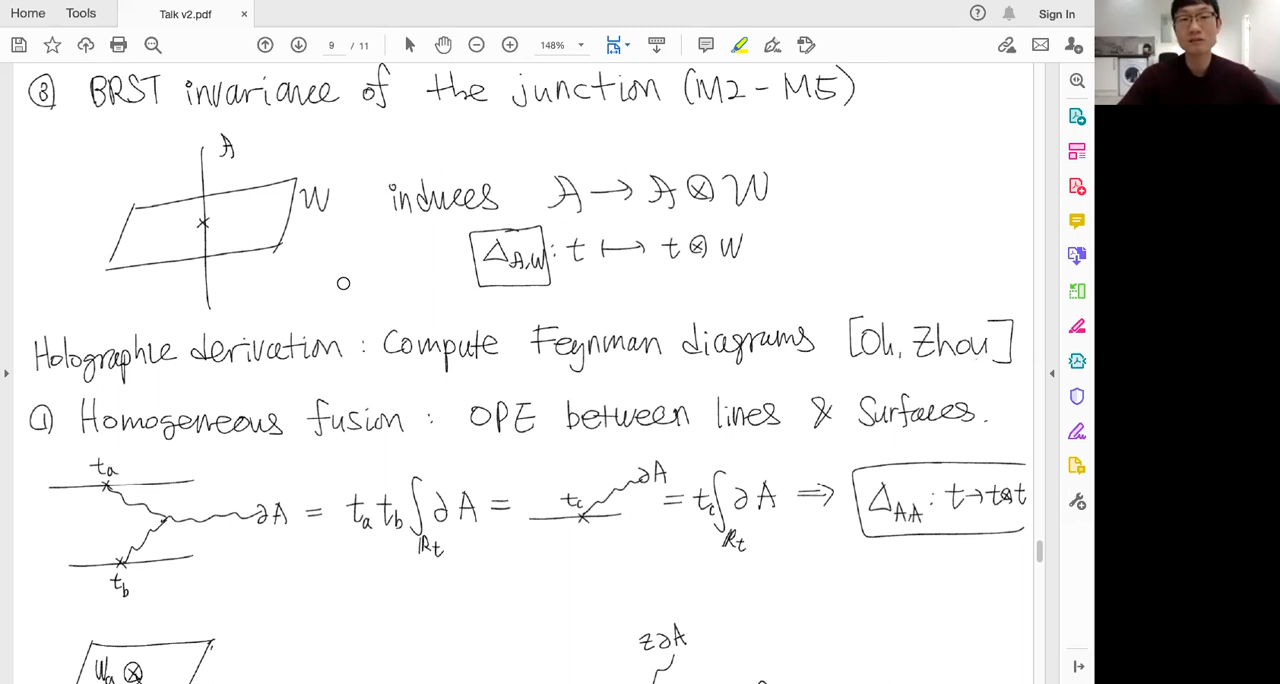 Home Tools Talk v2.pdf × Sign In
9 / 11 148%
③ BRST invariance of the junction (M2 - M5)
A
W induces A → A ⊗ W
Δ_{A,W} : t ↦ t ⊗ W
Holographic derivation : Compute Feynman diagrams [Oh, Zhou]
① Homogeneous fusion : OPE between lines & Surfaces.
t_a
∂A = t_a t_b ∫_{ℝ_t} ∂A = t_c ∂A = t_c ∫_{ℝ_t} ∂A ⇒ Δ_{AA} : t → t⊗t
t_b
z∂A
W_a ⊗